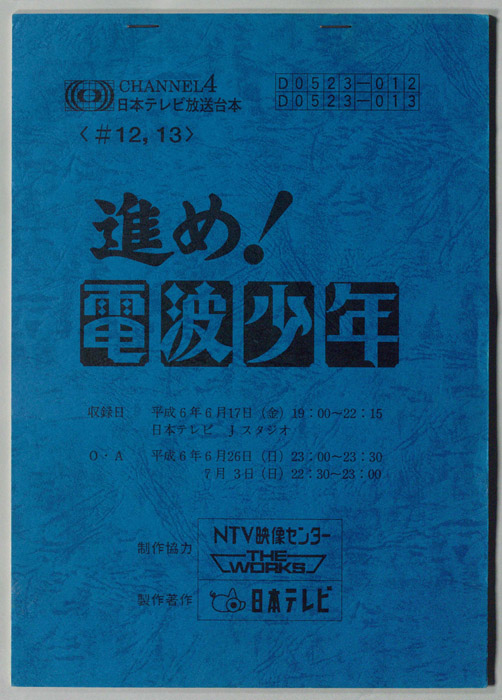 CHANNEL4
日本テレビ放送台本
D0523-012
D0523-013
〈#12,13〉
進め!
電波少年
収録日 平成6年6月17日(金)19:00〜22:15
日本テレビ Jスタジオ
O・A 平成6年6月26日(日)23:00〜23:30
7月 3日(日)22:30〜23:00
制作協力
NTV映像センター
THE WORKS
製作著作
日本テレビ